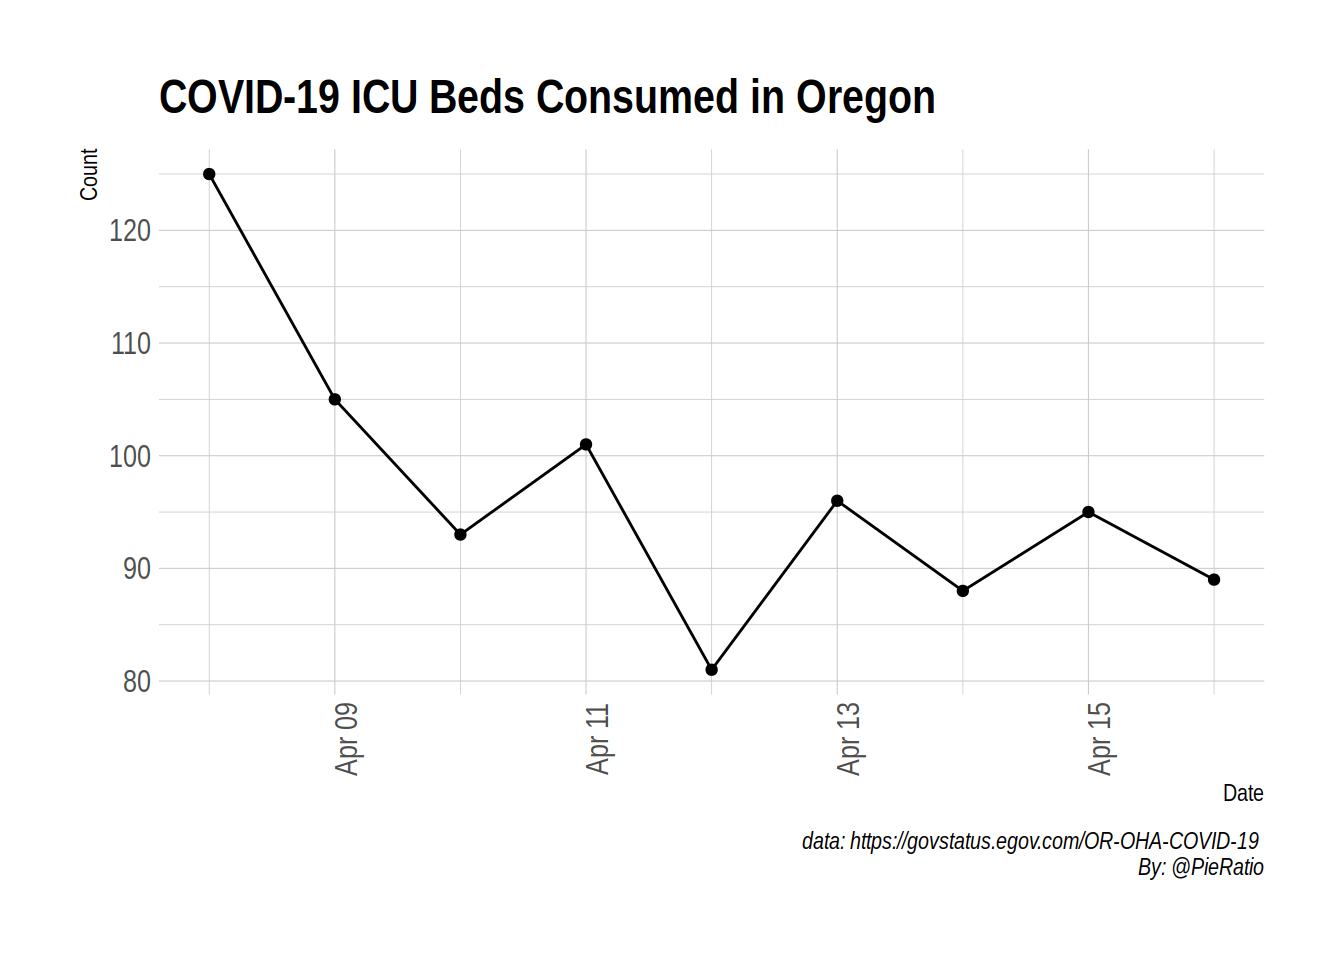 COVID-19 ICU Beds Consumed in Oregon
Count
120
110
100
90
80
Apr 09
Apr 11
Apr 13
Apr 15
Date
data: https://govstatus.egov.com/OR-OHA-COVID-19
By: @PieRatio